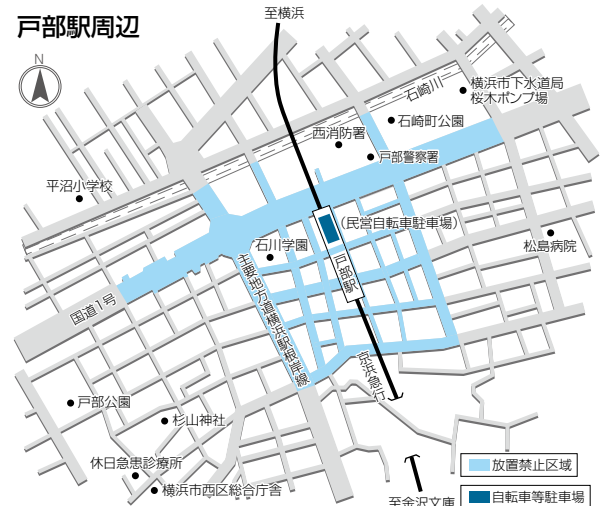 戸部駅周辺
至横浜
N
石崎川
横浜市下水道局
桜木ポンプ場
石崎町公園
西消防署
戸部警察署
平沼小学校
(民営自転車駐車場)
石川学園
松島病院
戸部駅
国道1号
主要地方道横浜駅根岸線
京浜急行
戸部公園
杉山神社
休日急患診療所
横浜市西区総合庁舎
至金沢文庫
放置禁止区域
自転車等駐車場